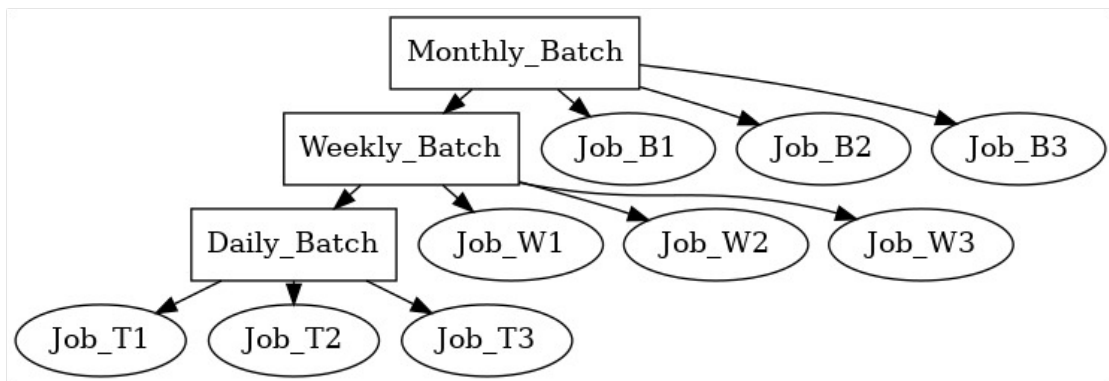 Monthly_Batch
Weekly_Batch
Job_B1
Job_B2
Job_B3
Daily_Batch
Job_W1
Job_W2
Job_W3
Job_T1
Job_T2
Job_T3